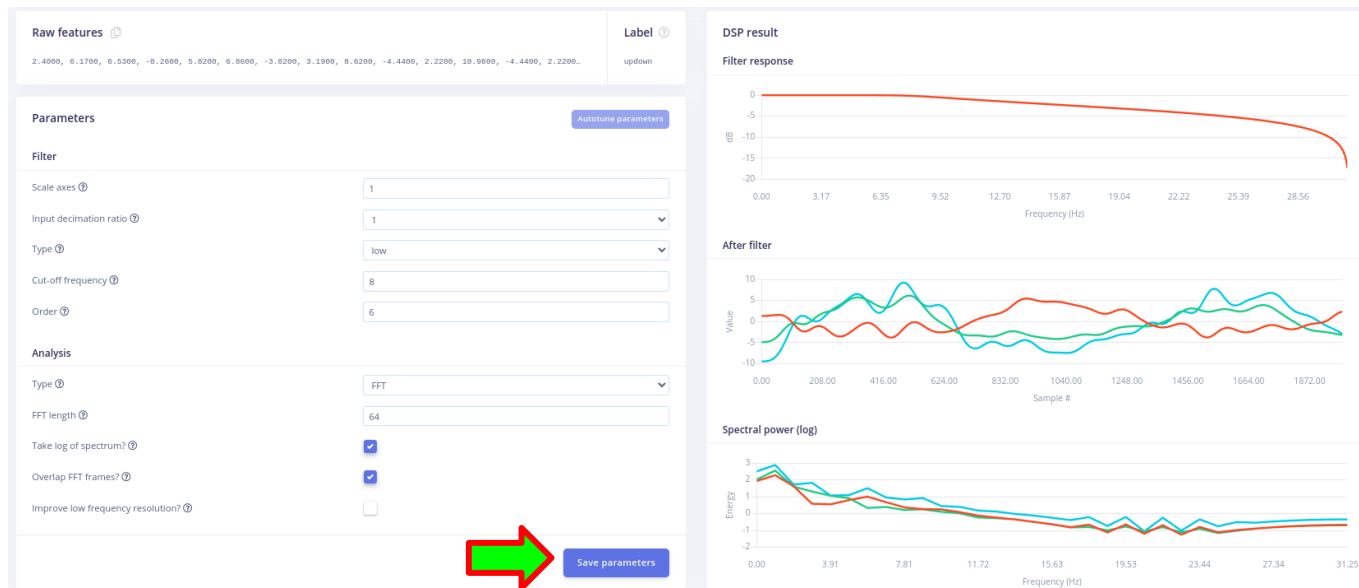 Raw features
Label
2.4000, 6.1700, 6.5300, -0.2600, 5.8200, 6.8600, -3.8200, 3.1900, 8.6200, -4.4400, 2.2200, 10.9800, -4.4400, 2.2200…
updown
Parameters
Autotune parameters
Filter
Scale axes
1
Input decimation ratio
1
Type
low
Cut-off frequency
8
Order
6
Analysis
Type
FFT
FFT length
64
Take log of spectrum?
Overlap FFT frames?
Improve low frequency resolution?
Save parameters
DSP result
Filter response
0
-5
-10
-15
-20
dB
0.00 3.17 6.35 9.52 12.70 15.87 19.04 22.22 25.39 28.56
Frequency (Hz)
After filter
10
5
0
-5
-10
Value
0.00 208.00 416.00 624.00 832.00 1040.00 1248.00 1456.00 1664.00 1872.00
Sample #
Spectral power (log)
3
2
1
0
-1
-2
Energy
0.00 3.91 7.81 11.72 15.63 19.53 23.44 27.34 31.25
Frequency (Hz)